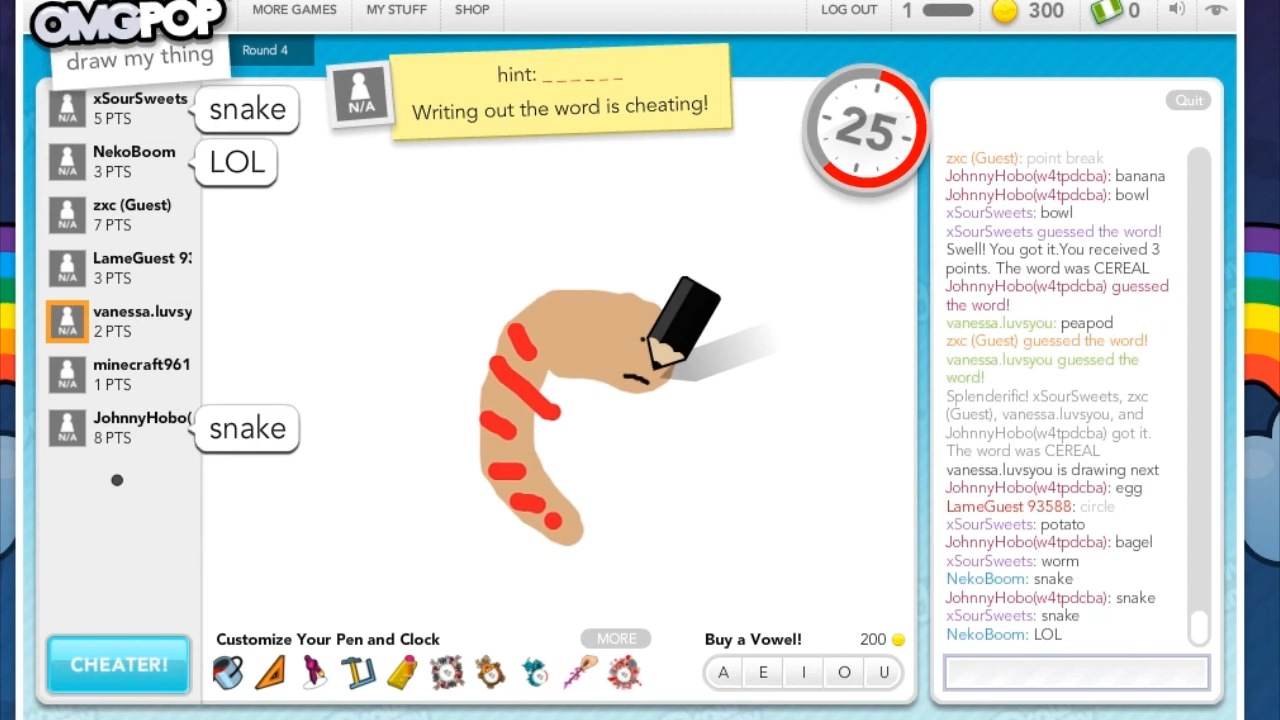 OMGPOP
draw my thing
MORE GAMES
MY STUFF
SHOP
LOG OUT
1
300
0
Round 4
hint: _ _ _ _ _ _
Writing out the word is cheating!
N/A
25
Quit
N/A
xSourSweets
5 PTS
snake
N/A
NekoBoom
3 PTS
LOL
N/A
zxc (Guest)
7 PTS
N/A
LameGuest 93
3 PTS
N/A
vanessa.luvsy
2 PTS
N/A
minecraft961
1 PTS
N/A
JohnnyHobo(
8 PTS
snake
CHEATER!
Customize Your Pen and Clock
MORE
Buy a Vowel!
200
A E I O U
zxc (Guest): point break
JohnnyHobo(w4tpdcba): banana
JohnnyHobo(w4tpdcba): bowl
xSourSweets: bowl
xSourSweets guessed the word!
Swell! You got it.You received 3
points. The word was CEREAL
JohnnyHobo(w4tpdcba) guessed
the word!
vanessa.luvsyou: peapod
zxc (Guest) guessed the word!
vanessa.luvsyou guessed the
word!
Splenderific! xSourSweets, zxc
(Guest), vanessa.luvsyou, and
JohnnyHobo(w4tpdcba) got it.
The word was CEREAL
vanessa.luvsyou is drawing next
JohnnyHobo(w4tpdcba): egg
LameGuest 93588: circle
xSourSweets: potato
JohnnyHobo(w4tpdcba): bagel
xSourSweets: worm
NekoBoom: snake
JohnnyHobo(w4tpdcba): snake
xSourSweets: snake
NekoBoom: LOL